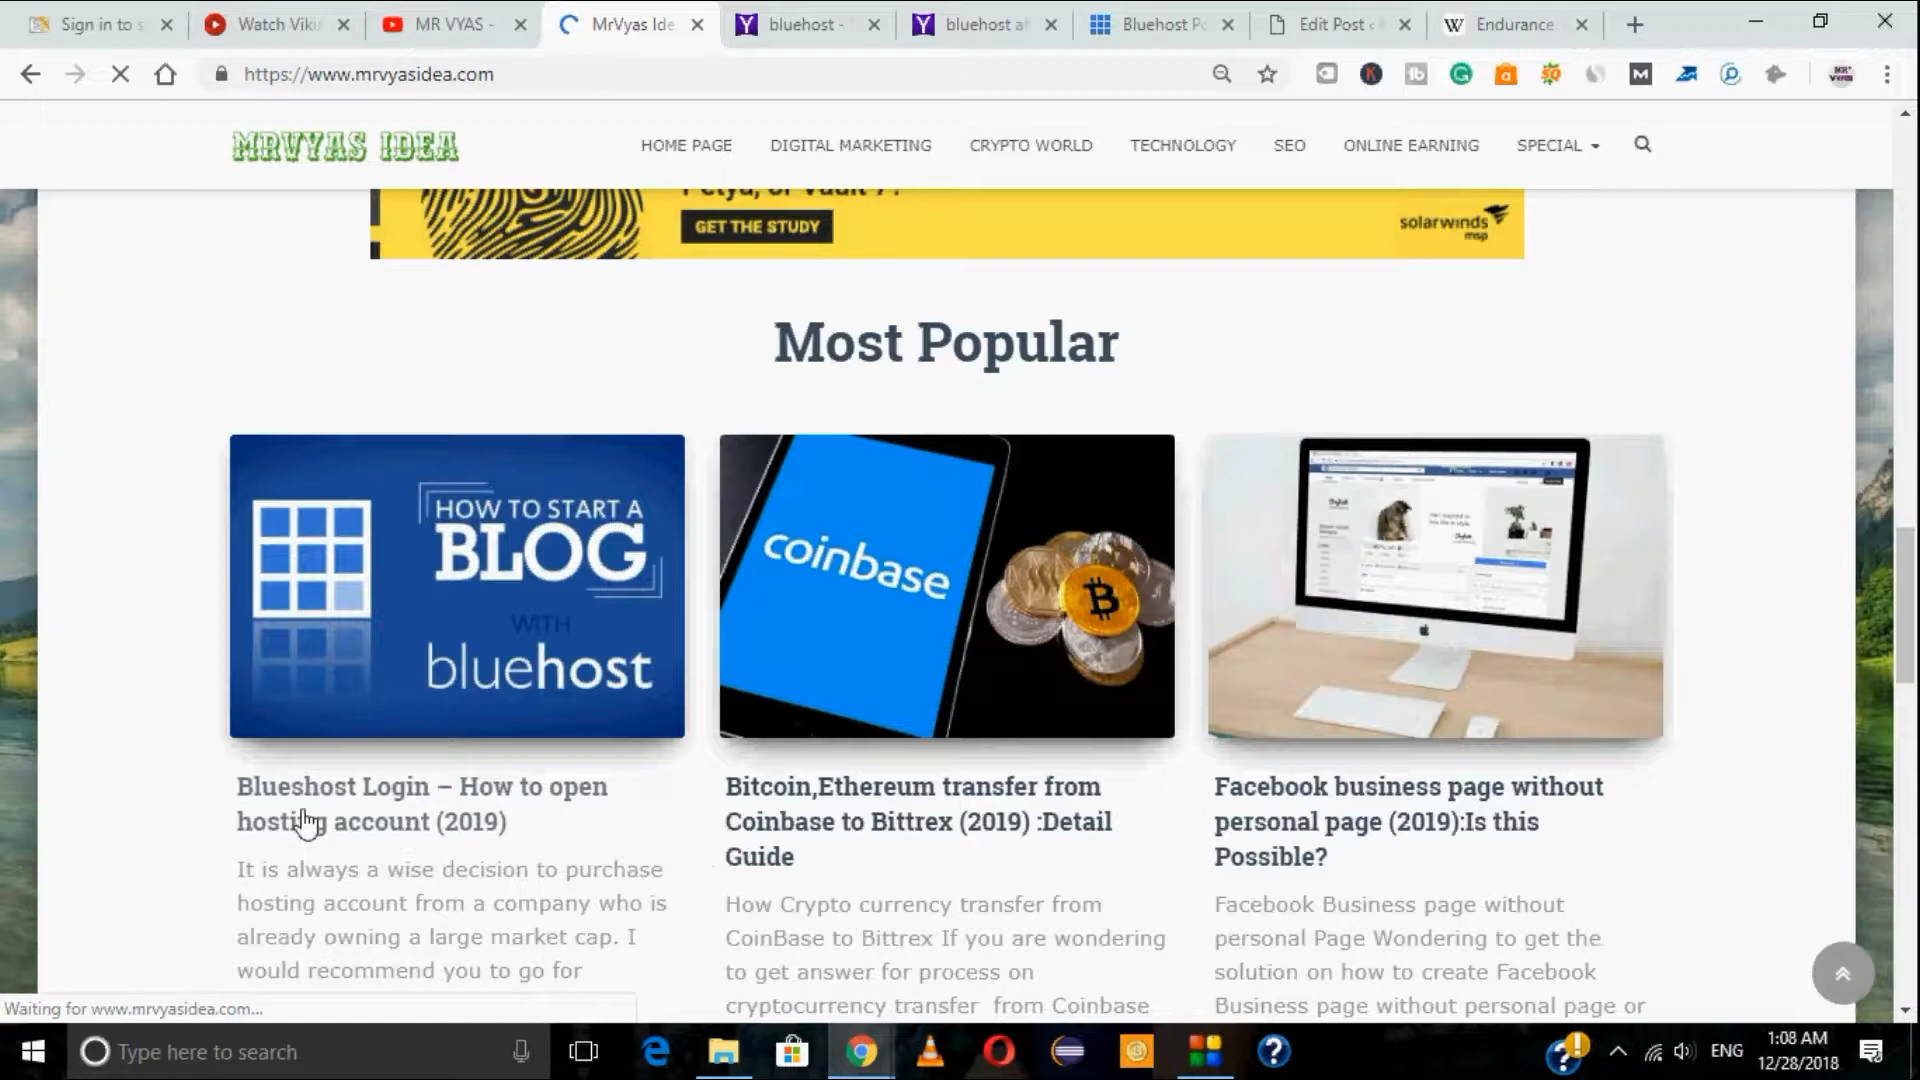 Sign in to s
Watch Viki
MR VYAS -
MrVyas Ide
bluehost -
bluehost af
Bluehost Po
Edit Post ‹
Endurance
https://www.mrvyasidea.com
MRVYAS IDEA
HOME PAGE
DIGITAL MARKETING
CRYPTO WORLD
TECHNOLOGY
SEO
ONLINE EARNING
SPECIAL
GET THE STUDY
solarwinds
msp
Most Popular
HOW TO START A
BLOG
WITH
bluehost
coinbase
Blueshost Login – How to open
hosting account (2019)
It is always a wise decision to purchase
hosting account from a company who is
already owning a large market cap. I
would recommend you to go for
Bitcoin,Ethereum transfer from
Coinbase to Bittrex (2019) :Detail
Guide
How Crypto currency transfer from
CoinBase to Bittrex If you are wondering
to get answer for process on
cryptocurrency transfer from Coinbase
Facebook business page without
personal page (2019):Is this
Possible?
Facebook Business page without
personal Page Wondering to get the
solution on how to create Facebook
Business page without personal page or
Waiting for www.mrvyasidea.com...
Type here to search
ENG
1:08 AM
12/28/2018